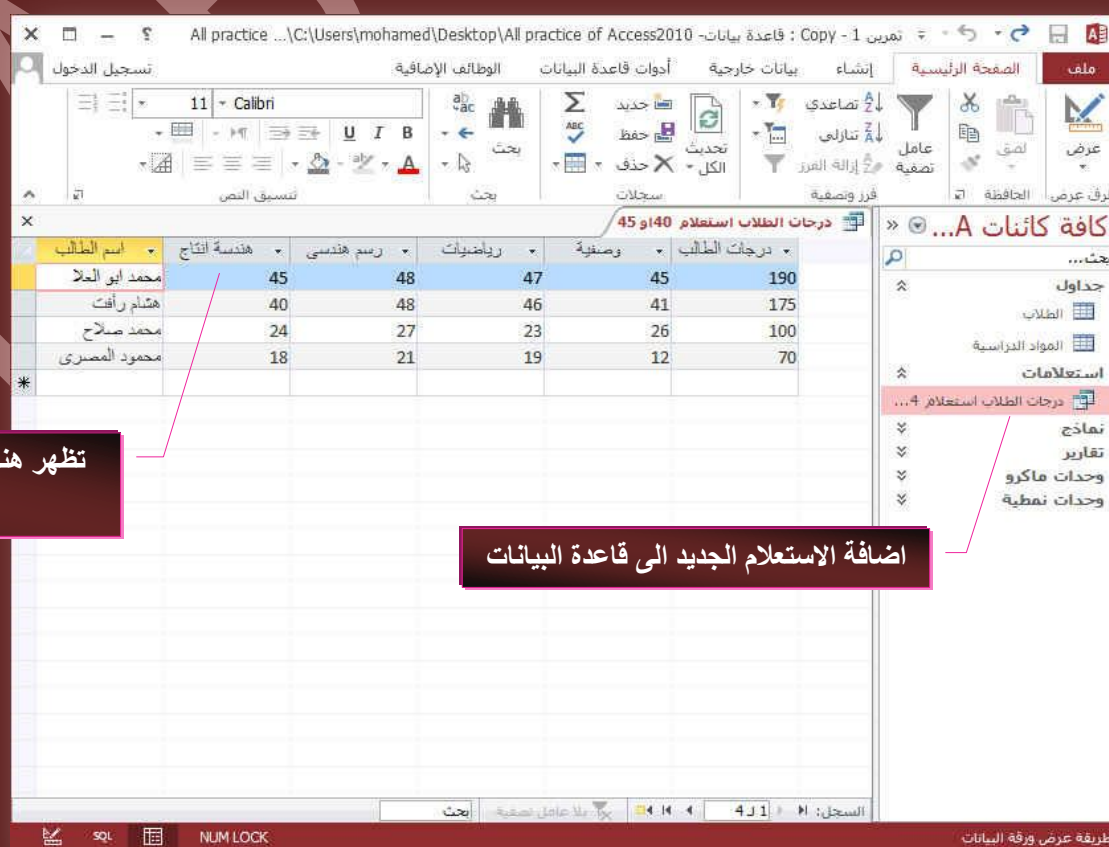 تمرين 1 - Copy : قاعدة بيانات- All practice ...\C:\Users\mohamed\Desktop\All practice of Access2010
ملف الصفحة الرئيسية إنشاء بيانات خارجية أدوات قاعدة البيانات الوظائف الإضافية تسجيل الدخول
عرض
لصق
عامل تصفية
تصاعدي
تنازلي
إزالة الفرز
تحديث الكل
جديد
حفظ
حذف
بحث
11 Calibri
B I U
الحافظة
فرز وتصفية
سجلات
بحث
تنسيق النص
كافة كائنات A...
جداول
الطلاب
المواد الدراسية
استعلامات
درجات الطلاب استعلام 4...
نماذج
تقارير
وحدات ماكرو
وحدات نمطية
درجات الطلاب استعلام 40او 45
درجات الطالب وصفية رياضيات رسم هندسى هندسة انتاج اسم الطالب
190 45 47 48 45 محمد ابو العلا
175 41 46 48 40 هشام رأفت
100 26 23 27 24 محمد صلاح
70 12 19 21 18 محمود المصرى
تظهر
اضافة الاستعلام الجديد الى قاعدة البيانات
السجل: 1 لـ 4 بلا عامل تصفية بحث
طريقة عرض ورقة البيانات
NUM LOCK
SQL